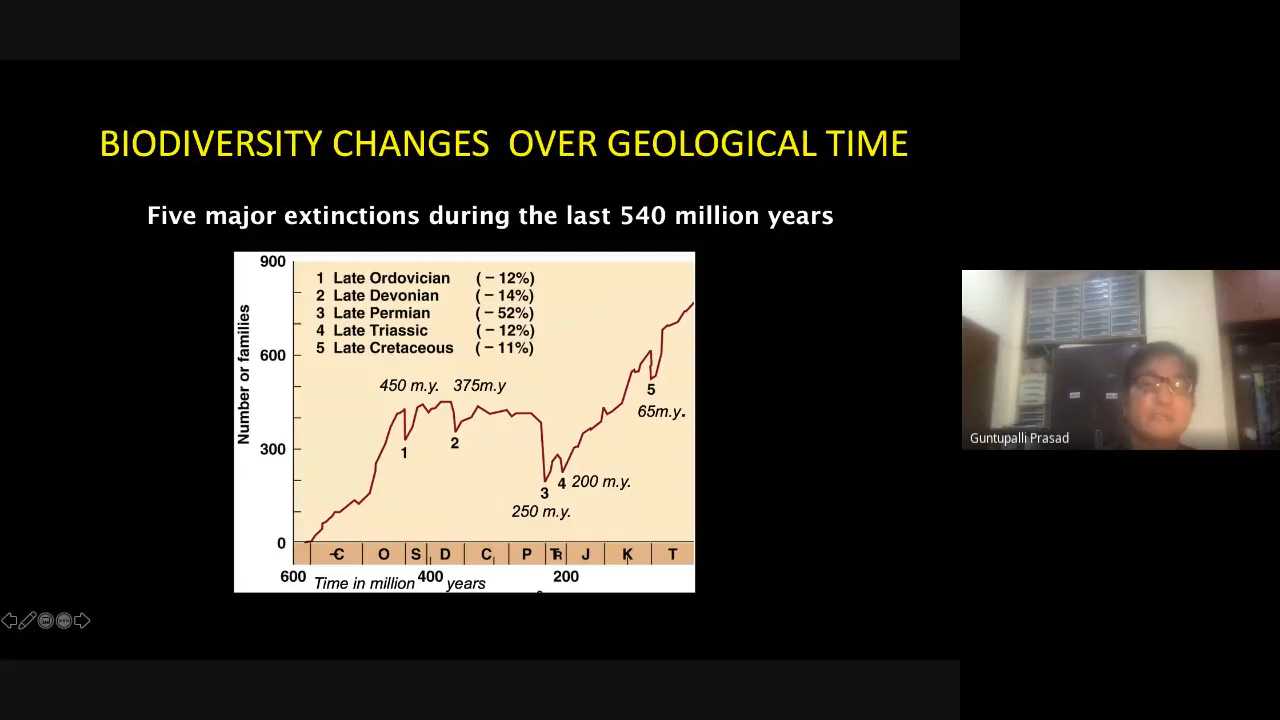 BIODIVERSITY CHANGES OVER GEOLOGICAL TIME
Five major extinctions during the last 540 million years
900
1 Late Ordovician (− 12%)
2 Late Devonian (− 14%)
3 Late Permian (− 52%)
4 Late Triassic (− 12%)
5 Late Cretaceous (− 11%)
Number or families
600
450 m.y. 375m.y
5
65m.y.
1
2
300
3 4 200 m.y.
250 m.y.
0
C O S D C P TR J K T
600 400 200
Time in million years
Guntupalli Prasad